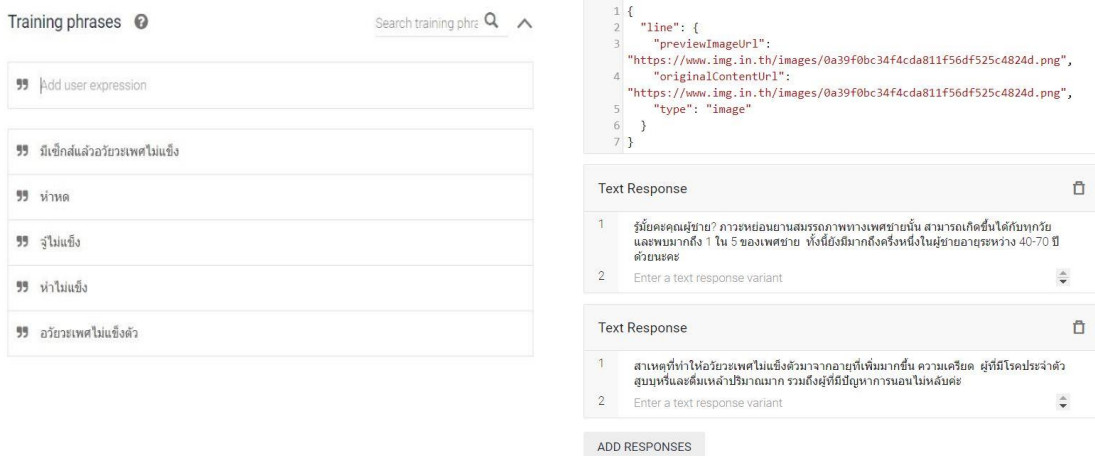 Training phrases
Search training phra
Add user expression
มีเซ็กส์แล้วอวัยวะเพศไม่แข็ง
หำหด
จู๋ไม่แข็ง
หำไม่แข็ง
อวัยวะเพศไม่แข็งตัว
1 {
2 "line": {
3 "previewImageUrl":
"https://www.img.in.th/images/0a39f0bc34f4cda811f56df525c4824d.png",
4 "originalContentUrl":
"https://www.img.in.th/images/0a39f0bc34f4cda811f56df525c4824d.png",
5 "type": "image"
6 }
7 }
Text Response
1 รู้มั้ยคะคุณผู้ชาย? ภาวะหย่อนยานสมรรถภาพทางเพศชายนั้น สามารถเกิดขึ้นได้กับทุกวัย
และพบมากถึง 1 ใน 5 ของเพศชาย ทั้งนี้ยังมีมากถึงครึ่งหนึ่งในผู้ชายอายุระหว่าง 40-70 ปี
ด้วยนะคะ
2 Enter a text response variant
Text Response
1 สาเหตุที่ทำให้อวัยวะเพศไม่แข็งตัวมาจากอายุที่เพิ่มมากขึ้น ความเครียด ผู้ที่มีโรคประจำตัว
สูบบุหรี่และดื่มเหล้าปริมาณมาก รวมถึงผู้ที่มีปัญหาการนอนไม่หลับค่ะ
2 Enter a text response variant
ADD RESPONSES